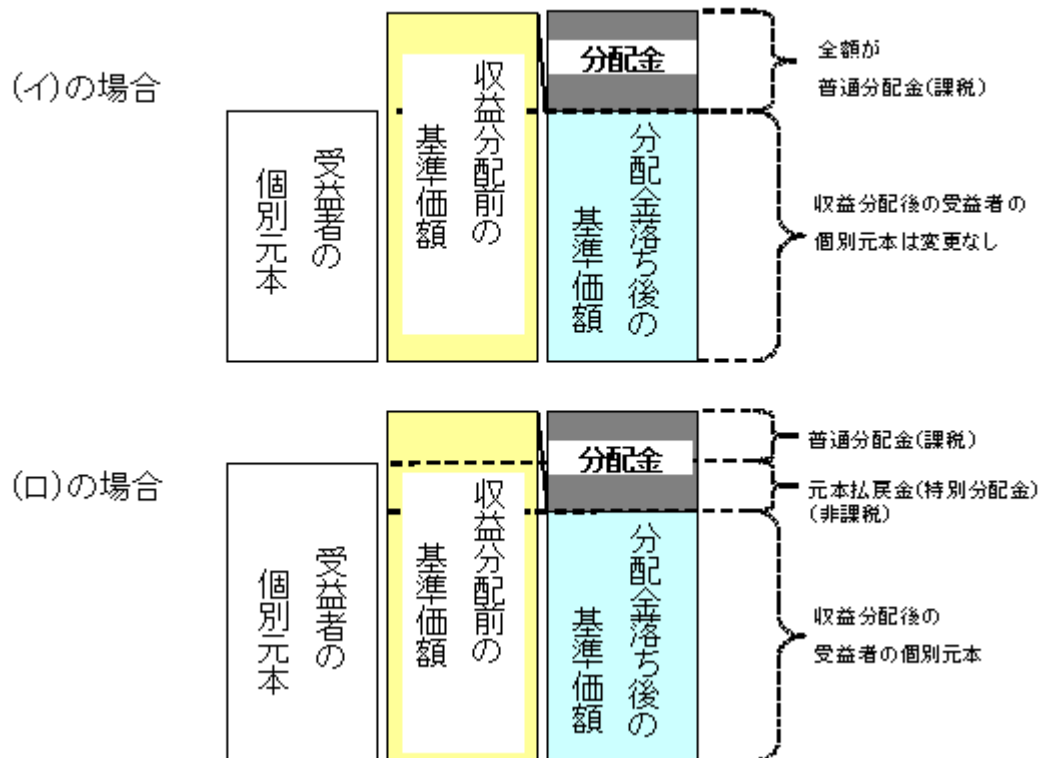 (イ)の場合
受益者の
個別元本
収益分配前の
基準価額
分配金
分配金落ち後の
基準価額
全額が
普通分配金(課税)
収益分配後の受益者の
個別元本は変更なし
(ロ)の場合
受益者の
個別元本
収益分配前の
基準価額
分配金
分配金落ち後の
基準価額
普通分配金(課税)
元本払戻金(特別分配金)
(非課税)
収益分配後の
受益者の個別元本